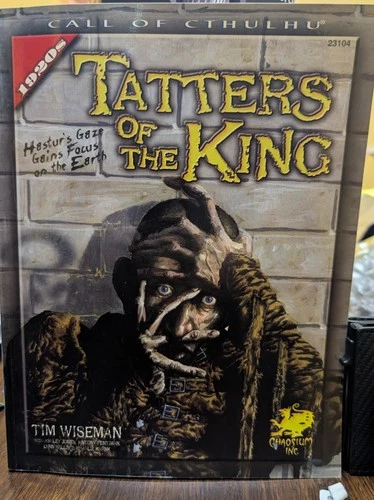 CALL OF CTHULHU®
23104
1920s
TATTERS
OF
THE KING
Hastur's Gaze
Gains Focus
on the Earth
TIM WISEMAN
CHAOSIUM
INC.